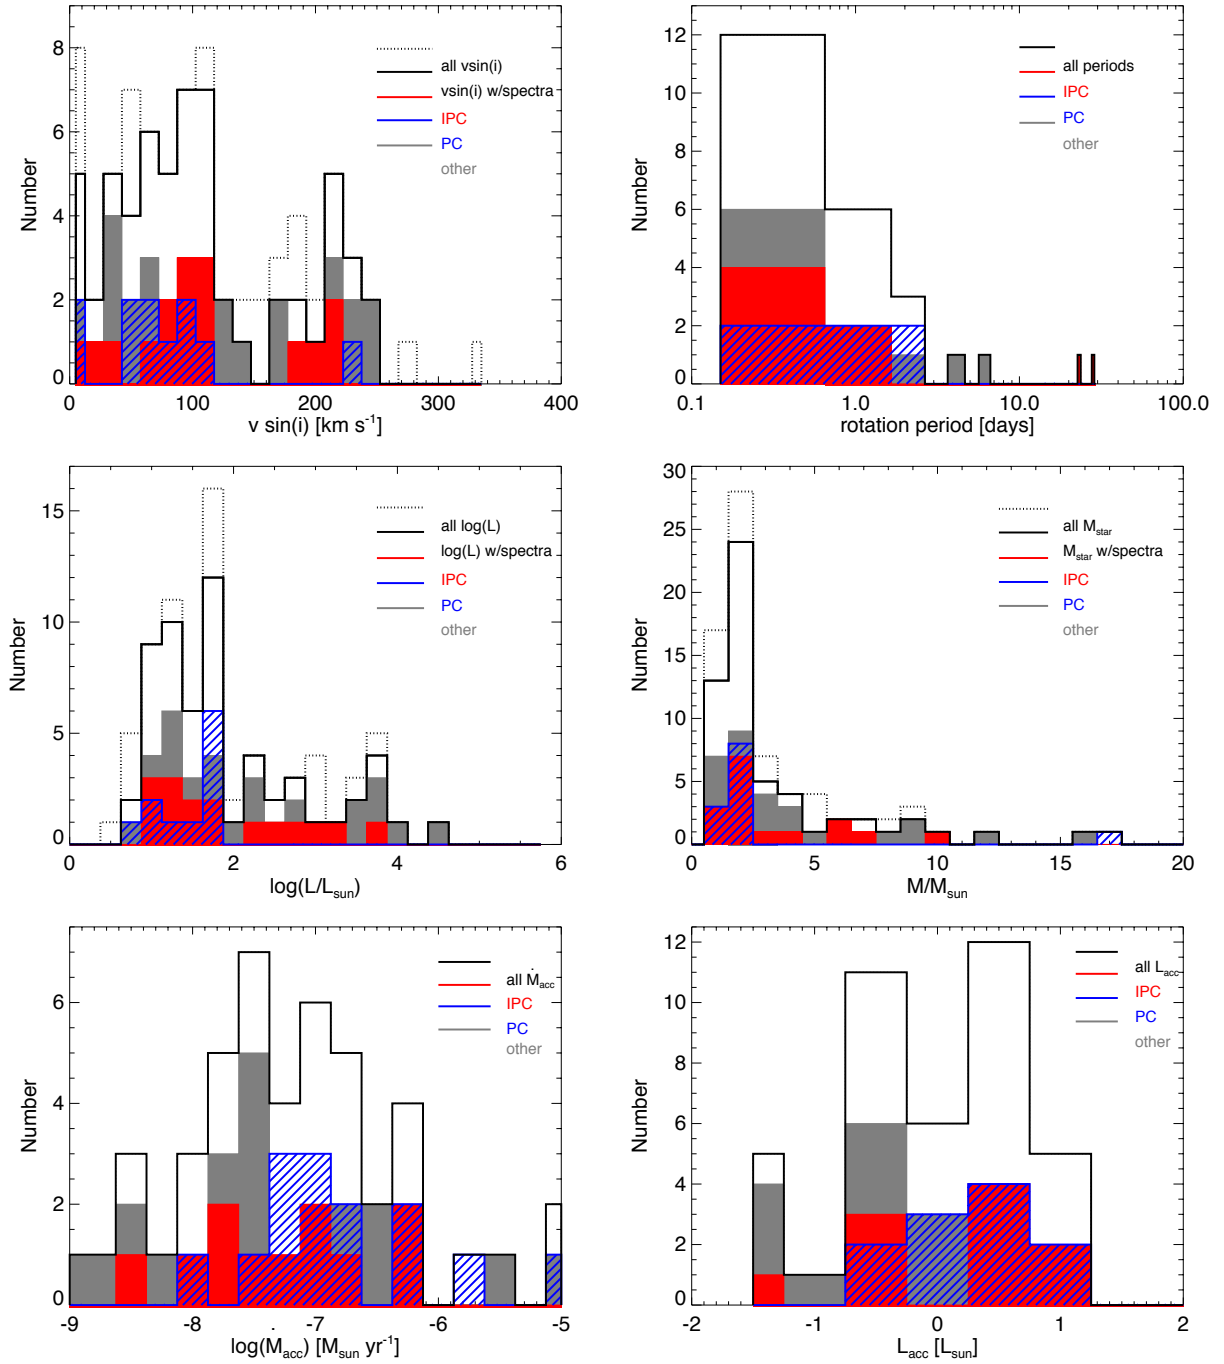 8
6
4
2
0
Number
all vsin(i)
vsin(i) w/spectra
IPC
PC
other
0 100 200 300 400
v sin(i) [km s⁻¹]
12
10
8
6
4
2
0
Number
all periods
IPC
PC
other
0.1 1.0 10.0 100.0
rotation period [days]
15
10
5
0
Number
all log(L)
log(L) w/spectra
IPC
PC
other
0 2 4 6
log(L/L_sun)
30
25
20
15
10
5
0
Number
all M_star
M_star w/spectra
IPC
PC
other
0 5 10 15 20
M/M_sun
6
4
2
0
Number
all Ṁ_acc
IPC
PC
other
-9 -8 -7 -6 -5
log(Ṁ_acc) [M_sun yr⁻¹]
12
10
8
6
4
2
0
Number
all L_acc
IPC
PC
other
-2 -1 0 1 2
L_acc [L_sun]